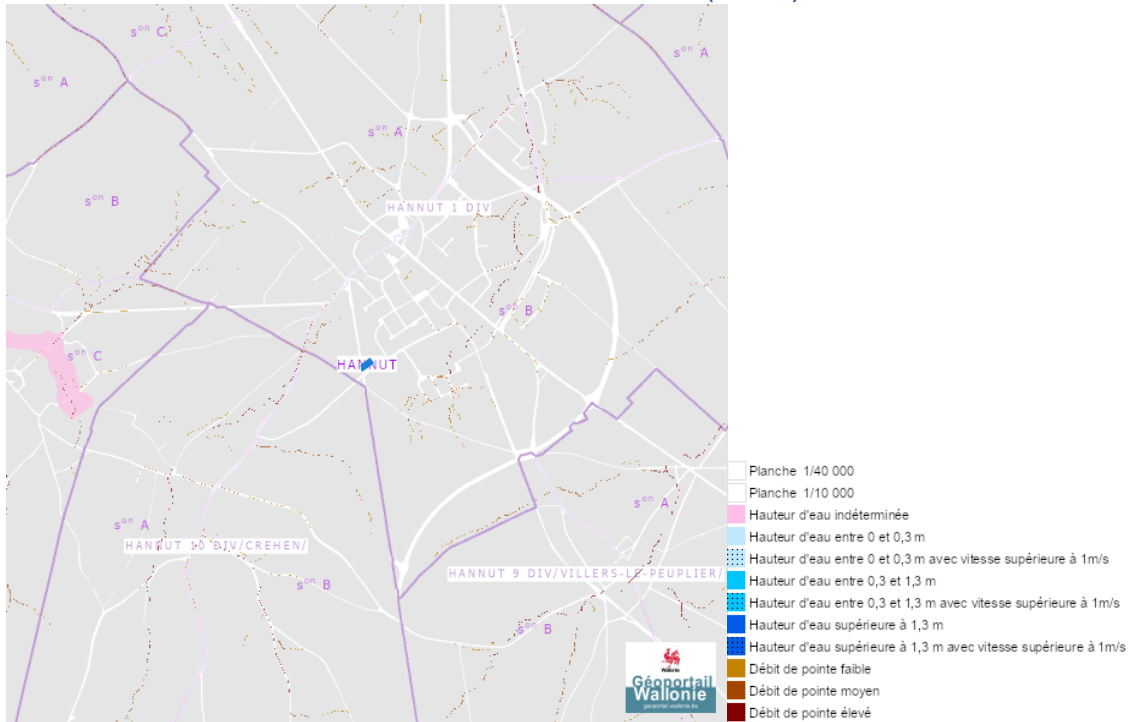 sᵒⁿ C
sᵒⁿ A
sᵒⁿ A
sᵒⁿ A
sᵒⁿ B
HANNUT 1 DIV
sᵒⁿ B
sᵒⁿ C
HANNUT
sᵒⁿ A
sᵒⁿ A
HANNUT 10 DIV/CREHEN/
HANNUT 9 DIV/VILLERS-LE-PEUPLIER/
sᵒⁿ B
sᵒⁿ B
Wallonie
Géoportail
Wallonie
geoportail.wallonie.be
Planche 1/40 000
Planche 1/10 000
Hauteur d'eau indéterminée
Hauteur d'eau entre 0 et 0,3 m
Hauteur d'eau entre 0 et 0,3 m avec vitesse supérieure à 1m/s
Hauteur d'eau entre 0,3 et 1,3 m
Hauteur d'eau entre 0,3 et 1,3 m avec vitesse supérieure à 1m/s
Hauteur d'eau supérieure à 1,3 m
Hauteur d'eau supérieure à 1,3 m avec vitesse supérieure à 1m/s
Débit de pointe faible
Débit de pointe moyen
Débit de pointe élevé